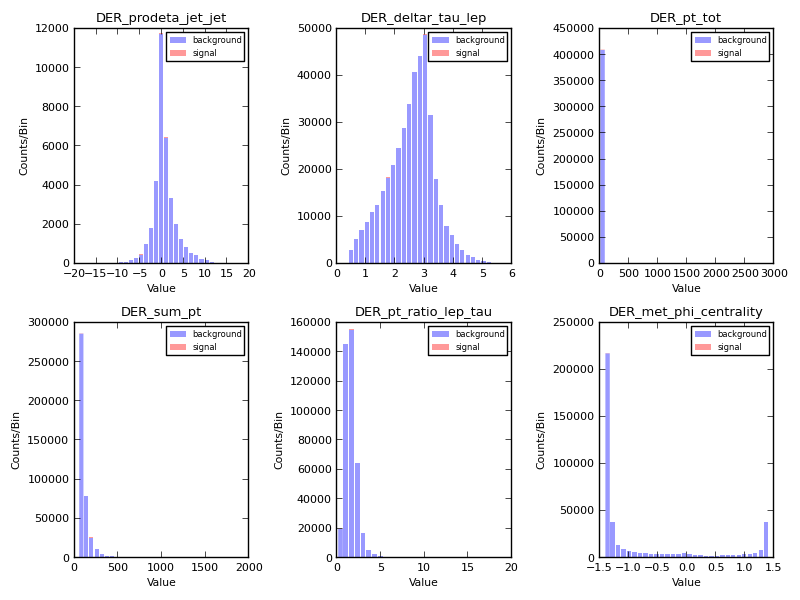 DER_prodeta_jet_jet
12000
10000
8000
6000
4000
2000
0
Counts/Bin
−20 −15 −10 −5 0 5 10 15 20
Value
background
signal
DER_deltar_tau_lep
50000
40000
30000
20000
10000
0
Counts/Bin
0 1 2 3 4 5 6
Value
background
signal
DER_pt_tot
450000
400000
350000
300000
250000
200000
150000
100000
50000
0
Counts/Bin
0 500 1000 1500 2000 2500 3000
Value
background
signal
DER_sum_pt
300000
250000
200000
150000
100000
50000
0
Counts/Bin
0 500 1000 1500 2000
Value
background
signal
DER_pt_ratio_lep_tau
160000
140000
120000
100000
80000
60000
40000
20000
0
Counts/Bin
0 5 10 15 20
Value
background
signal
DER_met_phi_centrality
250000
200000
150000
100000
50000
0
Counts/Bin
−1.5 −1.0 −0.5 0.0 0.5 1.0 1.5
Value
background
signal